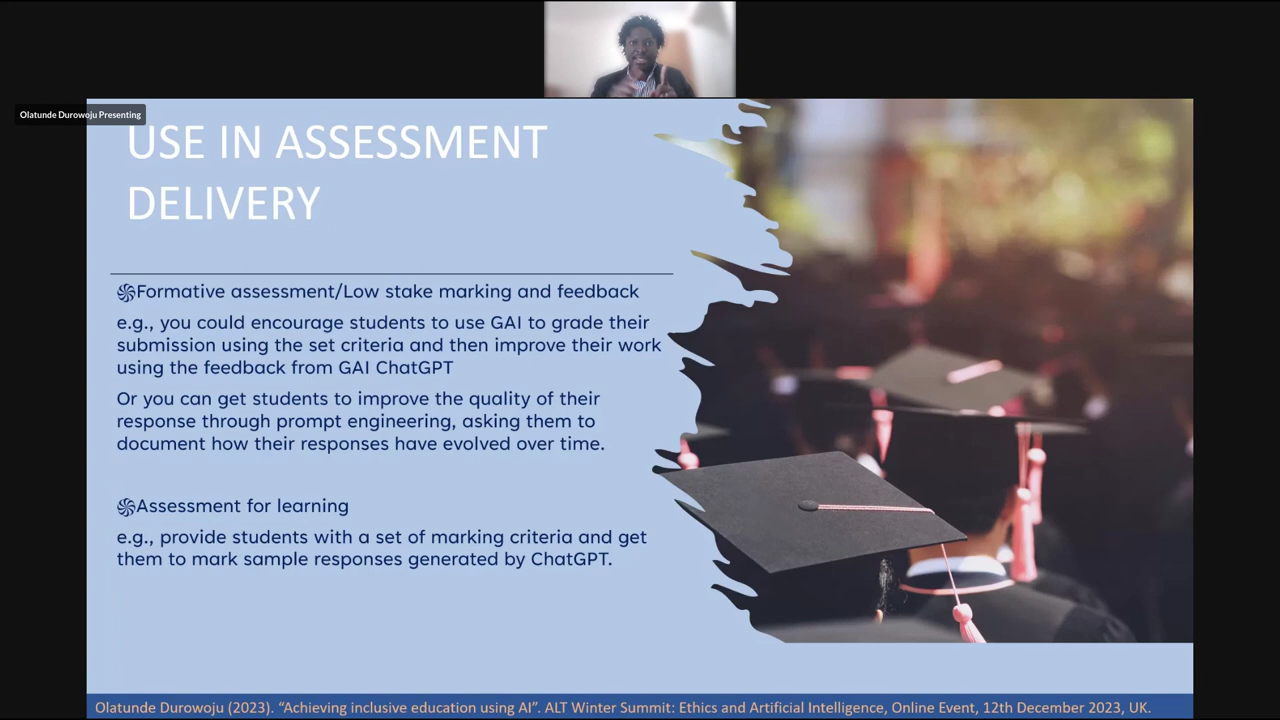 Olatunde Durowoju Presenting
USE IN ASSESSMENT
DELIVERY
Formative assessment/Low stake marking and feedback
e.g., you could encourage students to use GAI to grade their
submission using the set criteria and then improve their work
using the feedback from GAI ChatGPT
Or you can get students to improve the quality of their
response through prompt engineering, asking them to
document how their responses have evolved over time.
Assessment for learning
e.g., provide students with a set of marking criteria and get
them to mark sample responses generated by ChatGPT.
Olatunde Durowoju (2023). “Achieving inclusive education using AI”. ALT Winter Summit: Ethics and Artificial Intelligence, Online Event, 12th December 2023, UK.